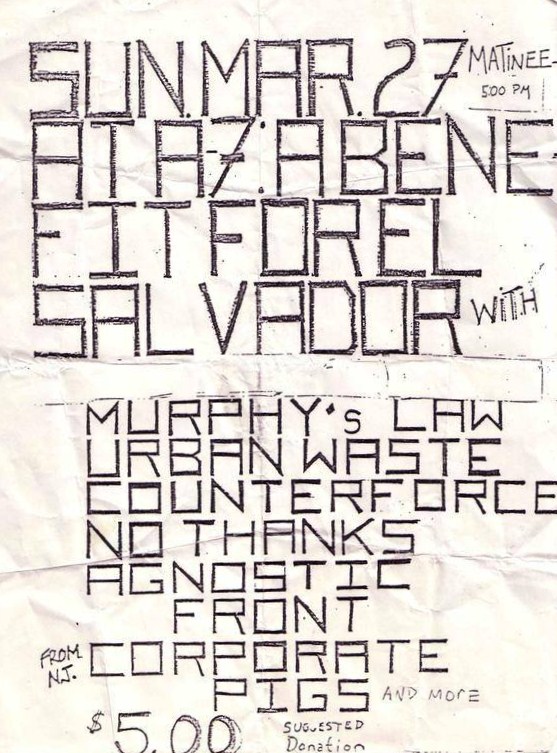 SUN. MAR. 27 MATINEE-
5:00 PM
AT A7: A BENE-
FIT FOR EL
SALVADOR WITH
MURPHY's LAW
URBAN WASTE
COUNTERFORCE
NO THANKS
AGNOSTIC
FRONT
FROM N.J. CORPORATE
PIGS AND MORE
$5.00 SUGGESTED
Donation